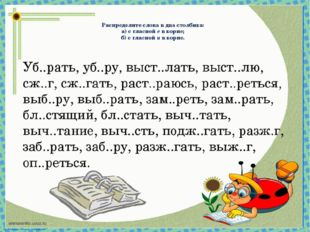 Распределите слова в два столбика:
а) с гласной е в корне;
б) с гласной и в корне.
Уб..рать, уб..ру, выст..лать, выст..лю,
сж..г, сж..гать, раст..раюсь, раст..реться,
выб..ру, выб..рать, зам..реть, зам..рать,
бл..стящий, бл..стать, выч..тать,
выч..тание, выч..сть, подж..гать, разж.г,
заб..рать, заб..ру, разж..гать, выж..г,
оп..реться.